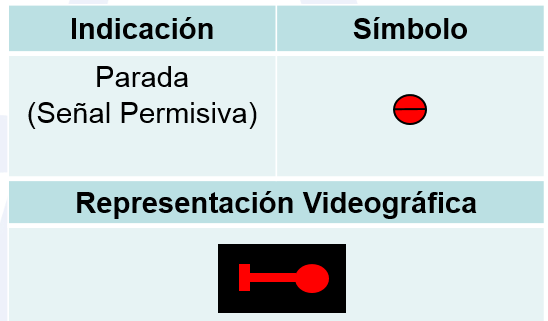 Indicación
Símbolo
Parada
(Señal Permisiva)
Representación Videográfica